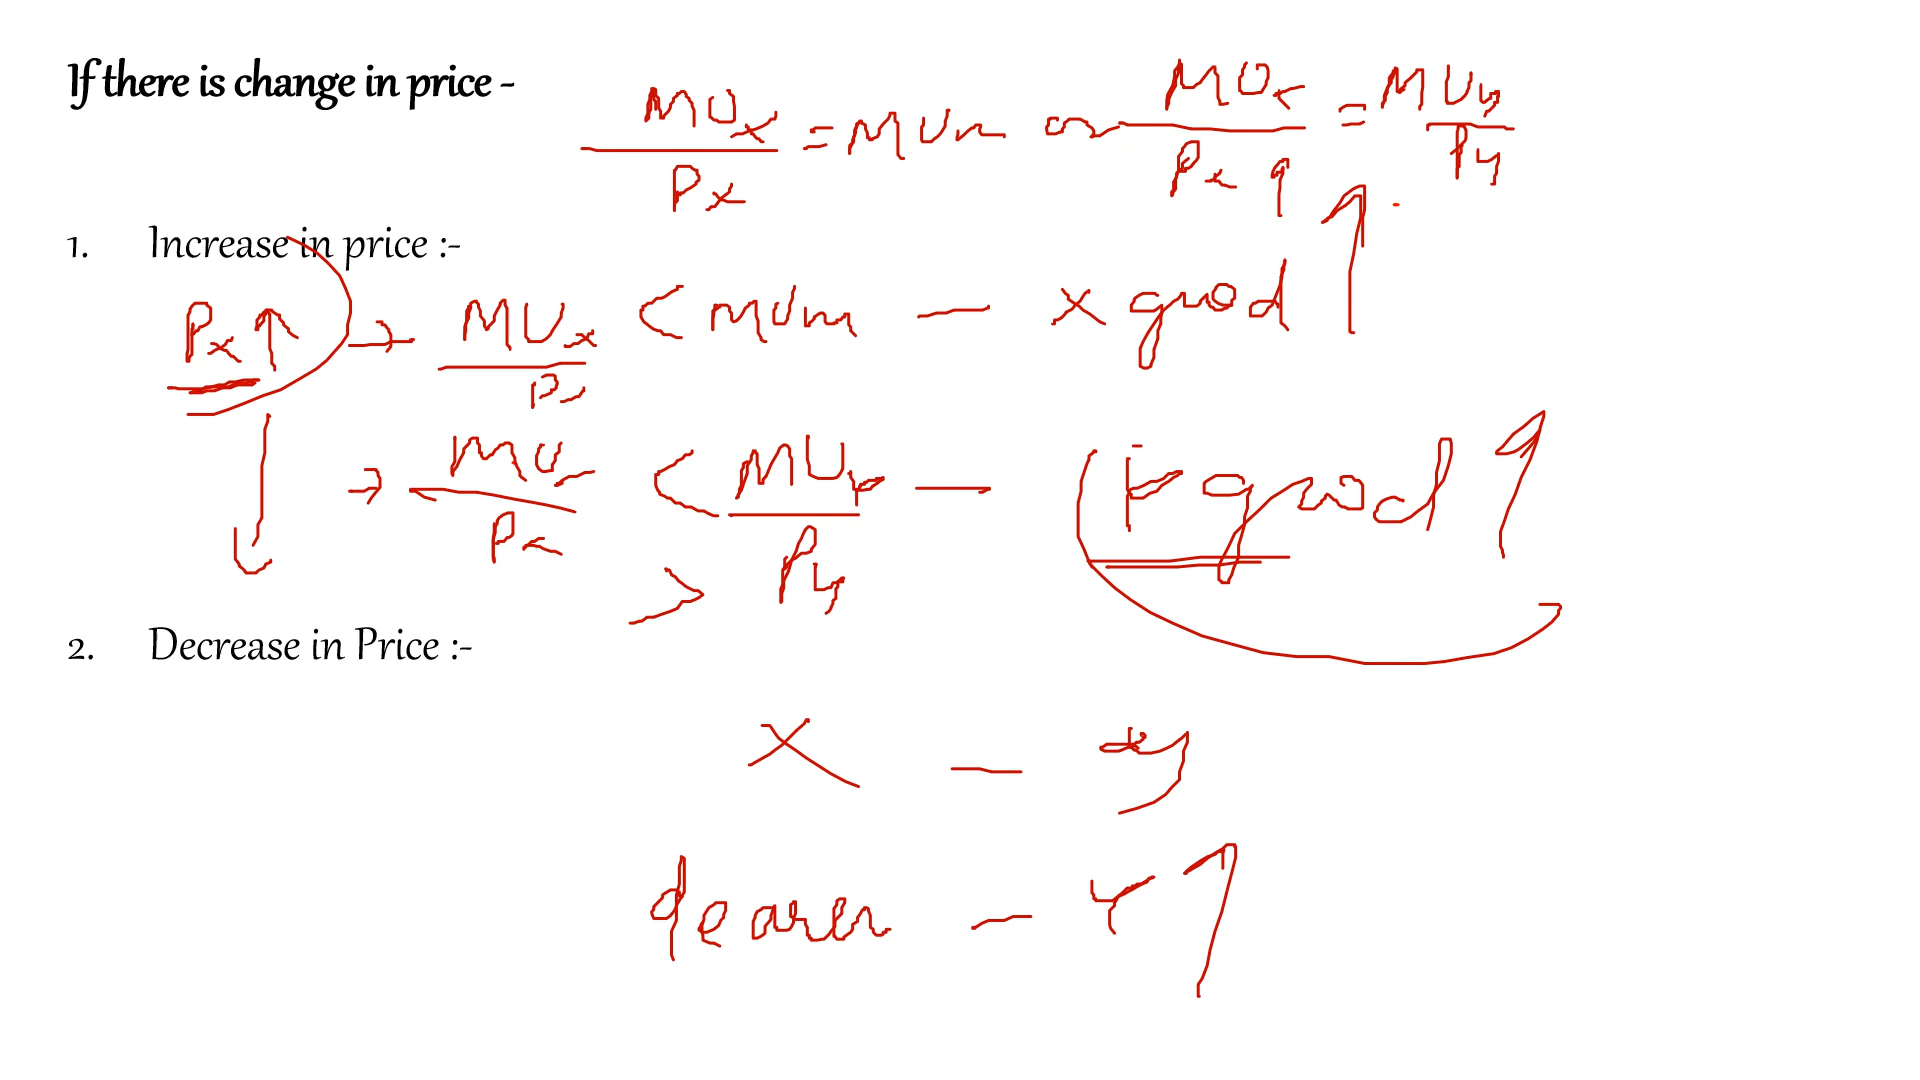 If there is change in price -
MUx / Px = MUm or MUx / Px ↑ = MUy / Py
1. Increase in price :-
Px ↑ → MUx / Px < MUm — x good ↑
→ MUx / Px < MUy / Py — Y good ↑
>
2. Decrease in Price :-
x — y
dearer — Y ↑